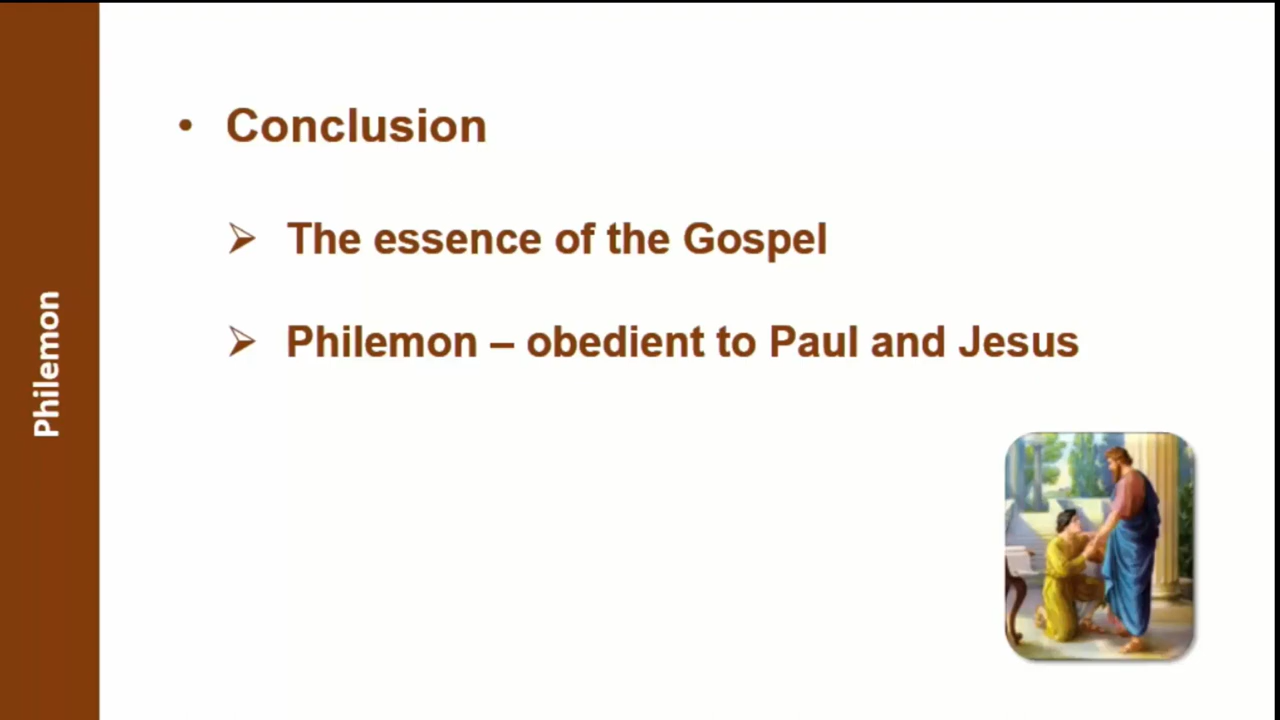 Philemon
• Conclusion
➢ The essence of the Gospel
➢ Philemon – obedient to Paul and Jesus